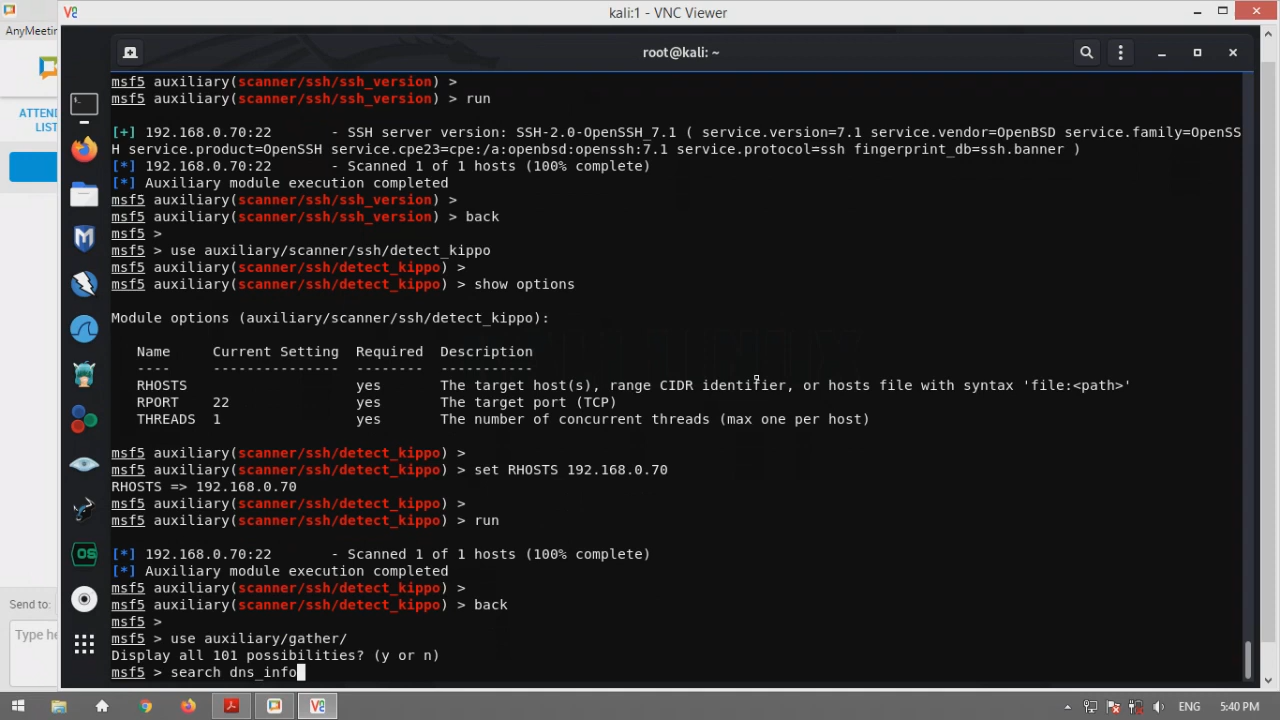 kali:1 - VNC Viewer
AnyMeetin
root@kali: ~
ATTEND
LIST
msf5 auxiliary(scanner/ssh/ssh_version) >
msf5 auxiliary(scanner/ssh/ssh_version) > run
[+] 192.168.0.70:22       - SSH server version: SSH-2.0-OpenSSH_7.1 ( service.version=7.1 service.vendor=OpenBSD service.family=OpenSS
H service.product=OpenSSH service.cpe23=cpe:/a:openbsd:openssh:7.1 service.protocol=ssh fingerprint_db=ssh.banner )
[*] 192.168.0.70:22       - Scanned 1 of 1 hosts (100% complete)
[*] Auxiliary module execution completed
msf5 auxiliary(scanner/ssh/ssh_version) >
msf5 auxiliary(scanner/ssh/ssh_version) > back
msf5 >
msf5 > use auxiliary/scanner/ssh/detect_kippo
msf5 auxiliary(scanner/ssh/detect_kippo) >
msf5 auxiliary(scanner/ssh/detect_kippo) > show options
Module options (auxiliary/scanner/ssh/detect_kippo):
Name     Current Setting  Required  Description
----     ---------------  --------  -----------
RHOSTS                    yes       The target host(s), range CIDR identifier, or hosts file with syntax 'file:<path>'
RPORT    22               yes       The target port (TCP)
THREADS  1                yes       The number of concurrent threads (max one per host)
msf5 auxiliary(scanner/ssh/detect_kippo) >
msf5 auxiliary(scanner/ssh/detect_kippo) > set RHOSTS 192.168.0.70
RHOSTS => 192.168.0.70
msf5 auxiliary(scanner/ssh/detect_kippo) >
msf5 auxiliary(scanner/ssh/detect_kippo) > run
[*] 192.168.0.70:22       - Scanned 1 of 1 hosts (100% complete)
[*] Auxiliary module execution completed
msf5 auxiliary(scanner/ssh/detect_kippo) >
msf5 auxiliary(scanner/ssh/detect_kippo) > back
msf5 >
msf5 > use auxiliary/gather/
Display all 101 possibilities? (y or n)
msf5 > search dns_info
Send to:
Type he
ENG
5:40 PM